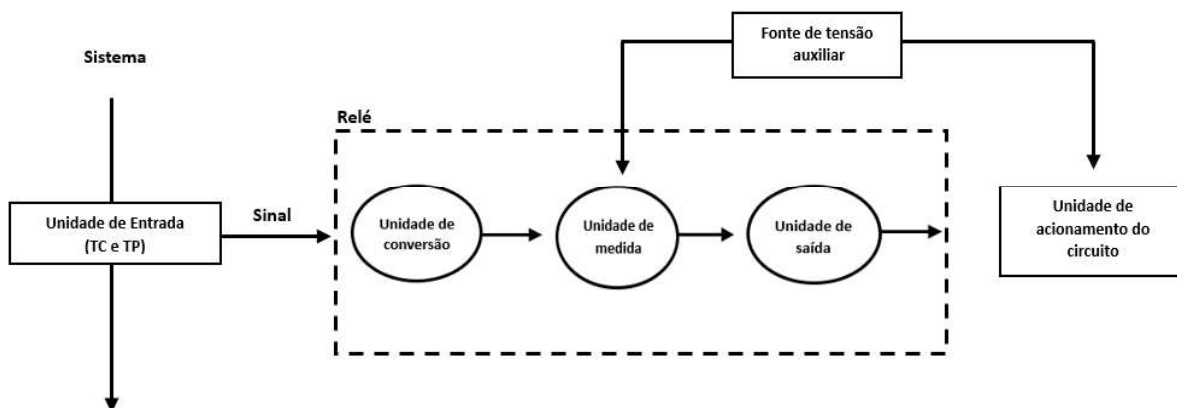 Fonte de tensão
auxiliar
Sistema
Relé
Unidade de Entrada
(TC e TP)
Sinal
Unidade de
conversão
Unidade de
medida
Unidade de
saída
Unidade de
acionamento do
circuito